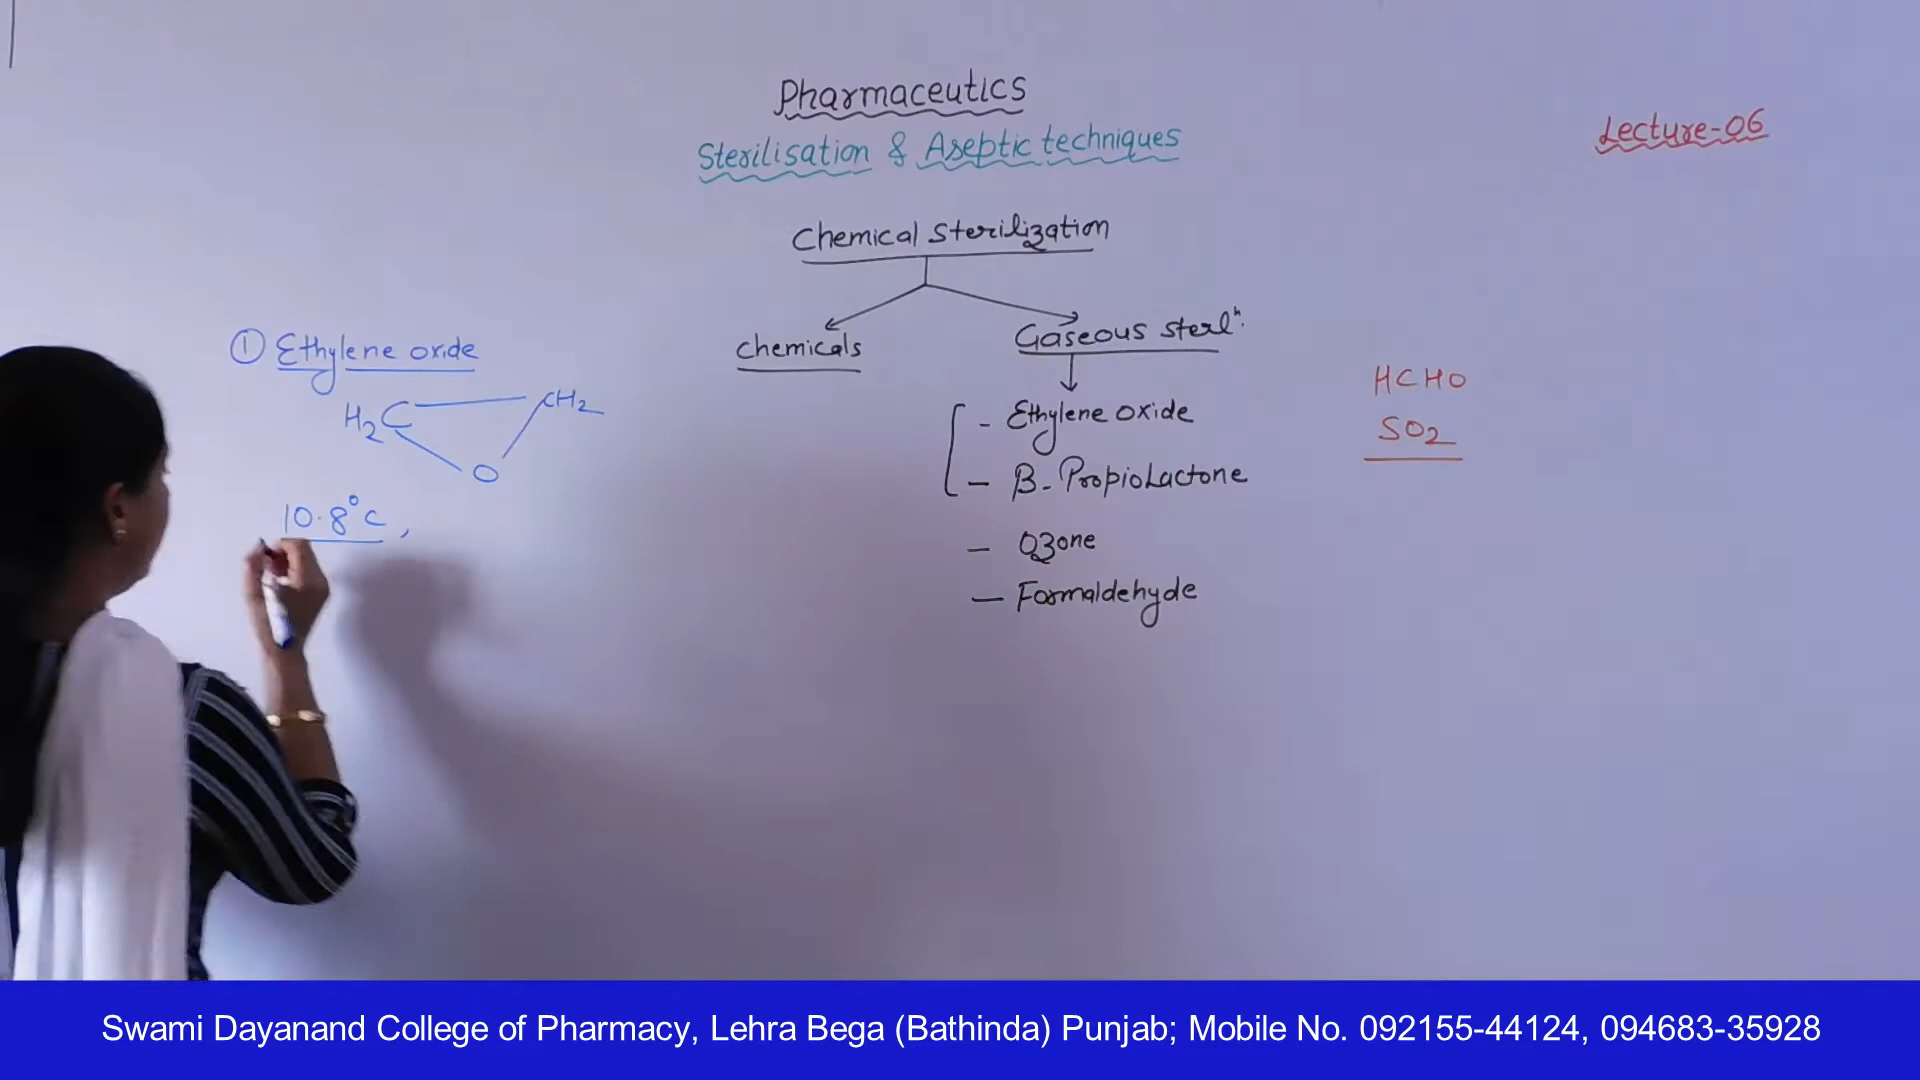 Pharmaceutics
Lecture-06
Sterilisation & Aseptic techniques
Chemical Sterilization
chemicals
Gaseous sterlⁿ.
- Ethylene oxide
- B-PropioLactone
- Ozone
- Formaldehyde
HCHO
SO2
① Ethylene oxide
H2C CH2
O
10.8°C,
Swami Dayanand College of Pharmacy, Lehra Bega (Bathinda) Punjab; Mobile No. 092155-44124, 094683-35928